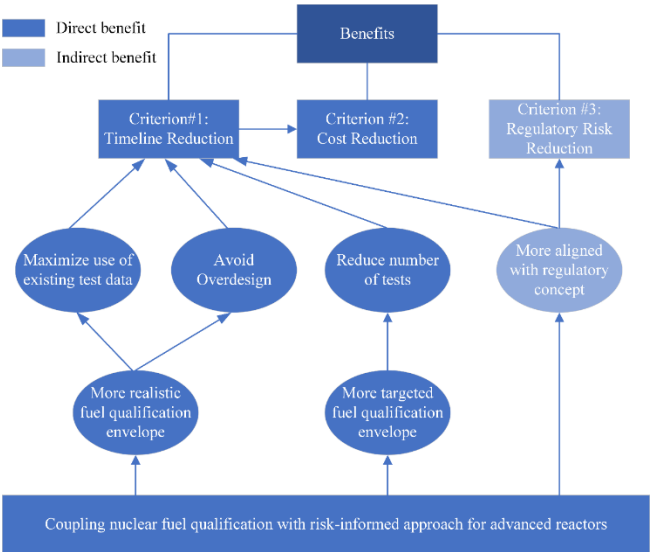 Direct benefit
Indirect benefit
Benefits
Criterion#1:
Timeline Reduction
Criterion #2:
Cost Reduction
Criterion #3:
Regulatory Risk
Reduction
Maximize use of
existing test data
Avoid
Overdesign
Reduce number
of tests
More aligned
with regulatory
concept
More realistic
fuel qualification
envelope
More targeted
fuel qualification
envelope
Coupling nuclear fuel qualification with risk-informed approach for advanced reactors